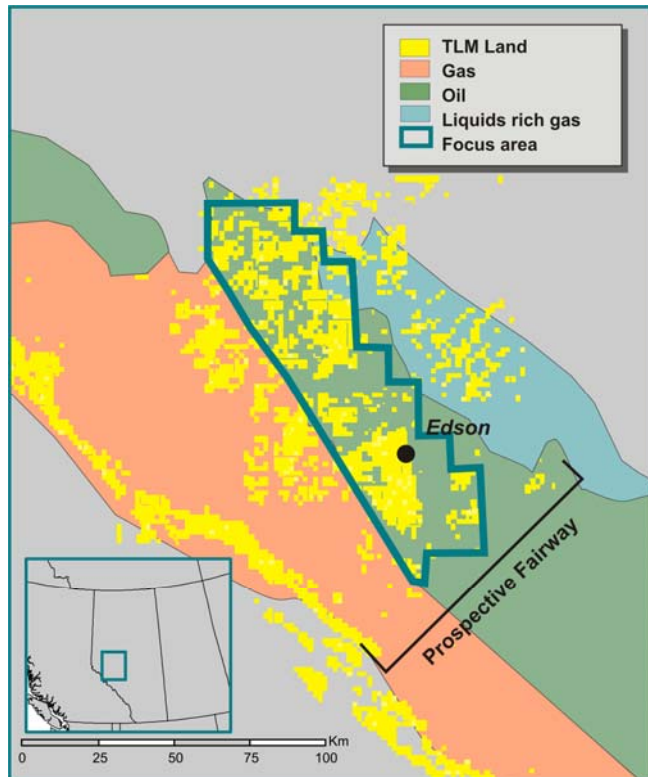 TLM Land
Gas
Oil
Liquids rich gas
Focus area
Edson
Prospective Fairway
Km
0 25 50 75 100